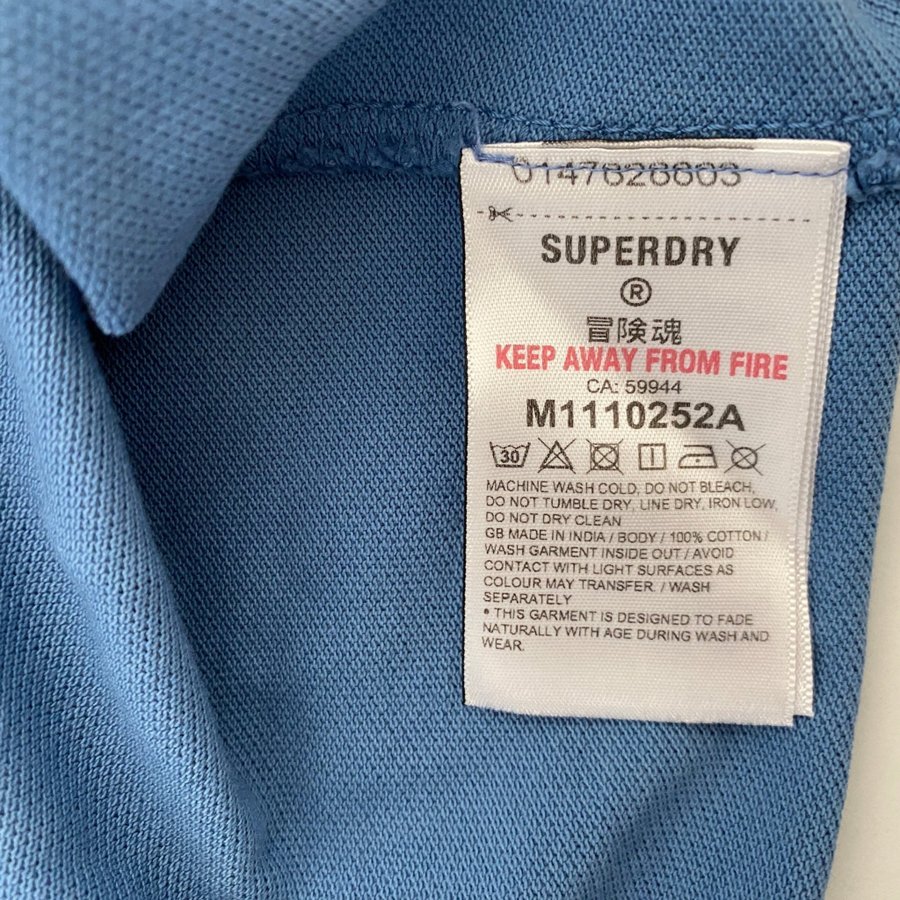 0147626663
SUPERDRY
®
冒険魂
KEEP AWAY FROM FIRE
CA: 59944
M1110252A
30
MACHINE WASH COLD, DO NOT BLEACH,
DO NOT TUMBLE DRY, LINE DRY, IRON LOW,
DO NOT DRY CLEAN
GB MADE IN INDIA / BODY / 100% COTTON /
WASH GARMENT INSIDE OUT / AVOID
CONTACT WITH LIGHT SURFACES AS
COLOUR MAY TRANSFER. / WASH
SEPARATELY
* THIS GARMENT IS DESIGNED TO FADE
NATURALLY WITH AGE DURING WASH AND
WEAR.